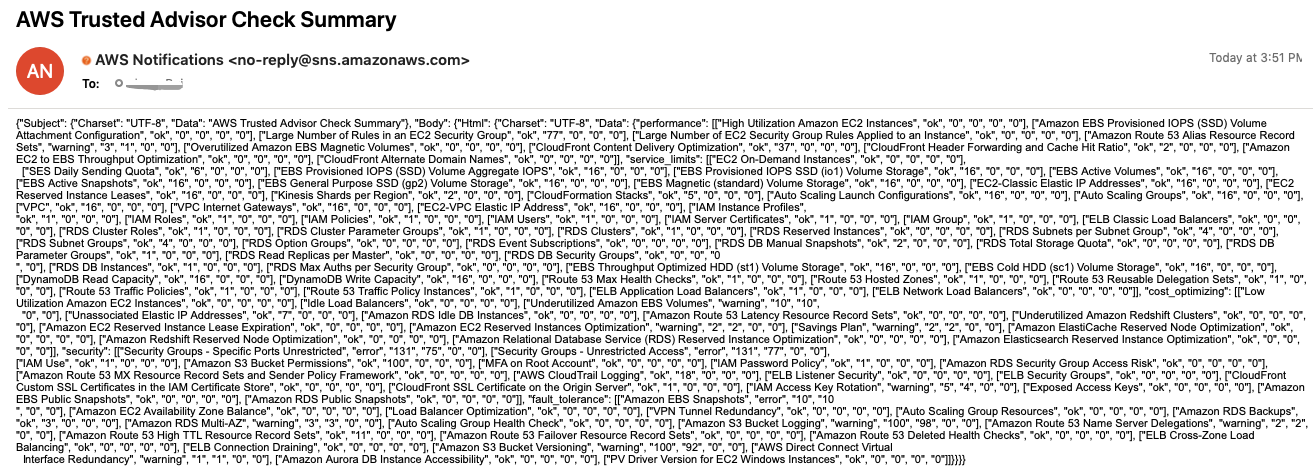 AWS Trusted Advisor Check Summary
AN
AWS Notifications <no-reply@sns.amazonaws.com>
Today at 3:51 PM
To:
{"Subject": {"Charset": "UTF-8", "Data": "AWS Trusted Advisor Check Summary"}, "Body": {"Html": {"Charset": "UTF-8", "Data": {"performance": [["High Utilization Amazon EC2 Instances", "ok", "0", "0", "0", "0"], ["Amazon EBS Provisioned IOPS (SSD) Volume
Attachment Configuration", "ok", "0", "0", "0", "0"], ["Large Number of Rules in an EC2 Security Group", "ok", "77", "0", "0", "0"], ["Large Number of EC2 Security Group Rules Applied to an Instance", "ok", "0", "0", "0", "0"], ["Amazon Route 53 Alias Resource Record
Sets", "warning", "3", "1", "0", "0"], ["Overutilized Amazon EBS Magnetic Volumes", "ok", "0", "0", "0", "0"], ["CloudFront Content Delivery Optimization", "ok", "37", "0", "0", "0"], ["CloudFront Header Forwarding and Cache Hit Ratio", "ok", "2", "0", "0", "0"], ["Amazon
EC2 to EBS Throughput Optimization", "ok", "0", "0", "0", "0"], ["CloudFront Alternate Domain Names", "ok", "0", "0", "0", "0"]], "service_limits": [["EC2 On-Demand Instances", "ok", "0", "0", "0", "0"],
["SES Daily Sending Quota", "ok", "6", "0", "0", "0"], ["EBS Provisioned IOPS (SSD) Volume Aggregate IOPS", "ok", "16", "0", "0", "0"], ["EBS Provisioned IOPS SSD (io1) Volume Storage", "ok", "16", "0", "0", "0"], ["EBS Active Volumes", "ok", "16", "0", "0", "0"],
["EBS Active Snapshots", "ok", "16", "0", "0", "0"], ["EBS General Purpose SSD (gp2) Volume Storage", "ok", "16", "0", "0", "0"], ["EBS Magnetic (standard) Volume Storage", "ok", "16", "0", "0", "0"], ["EC2-Classic Elastic IP Addresses", "ok", "16", "0", "0", "0"], ["EC2
Reserved Instance Leases", "ok", "16", "0", "0", "0"], ["Kinesis Shards per Region", "ok", "2", "0", "0", "0"], ["CloudFormation Stacks", "ok", "5", "0", "0", "0"], ["Auto Scaling Launch Configurations", "ok", "16", "0", "0", "0"], ["Auto Scaling Groups", "ok", "16", "0", "0", "0"],
["VPC", "ok", "16", "0", "0", "0"], ["VPC Internet Gateways", "ok", "16", "0", "0", "0"], ["EC2-VPC Elastic IP Address", "ok", "16", "0", "0", "0"], ["IAM Instance Profiles",
"ok", "1", "0", "0", "0"], ["IAM Roles", "ok", "1", "0", "0", "0"], ["IAM Policies", "ok", "1", "0", "0", "0"], ["IAM Users", "ok", "1", "0", "0", "0"], ["IAM Server Certificates", "ok", "1", "0", "0", "0"], ["IAM Group", "ok", "1", "0", "0", "0"], ["ELB Classic Load Balancers", "ok", "0", "0",
"0", "0"], ["RDS Cluster Roles", "ok", "1", "0", "0", "0"], ["RDS Cluster Parameter Groups", "ok", "1", "0", "0", "0"], ["RDS Clusters", "ok", "1", "0", "0", "0"], ["RDS Reserved Instances", "ok", "0", "0", "0", "0"], ["RDS Subnets per Subnet Group", "ok", "4", "0", "0", "0"],
["RDS Subnet Groups", "ok", "4", "0", "0", "0"], ["RDS Option Groups", "ok", "0", "0", "0", "0"], ["RDS Event Subscriptions", "ok", "0", "0", "0", "0"], ["RDS DB Manual Snapshots", "ok", "2", "0", "0", "0"], ["RDS Total Storage Quota", "ok", "0", "0", "0", "0"], ["RDS DB
Parameter Groups", "ok", "1", "0", "0", "0"], ["RDS Read Replicas per Master", "ok", "0", "0", "0", "0"], ["RDS DB Security Groups", "ok", "0", "0", "0
", "0"], ["RDS DB Instances", "ok", "1", "0", "0", "0"], ["RDS Max Auths per Security Group", "ok", "0", "0", "0", "0"], ["EBS Throughput Optimized HDD (st1) Volume Storage", "ok", "16", "0", "0", "0"], ["EBS Cold HDD (sc1) Volume Storage", "ok", "16", "0", "0", "0"],
["DynamoDB Read Capacity", "ok", "16", "0", "0", "0"], ["DynamoDB Write Capacity", "ok", "16", "0", "0", "0"], ["Route 53 Max Health Checks", "ok", "1", "0", "0", "0"], ["Route 53 Hosted Zones", "ok", "1", "0", "0", "0"], ["Route 53 Reusable Delegation Sets", "ok", "1", "0",
"0", "0"], ["Route 53 Traffic Policies", "ok", "1", "0", "0", "0"], ["Route 53 Traffic Policy Instances", "ok", "1", "0", "0", "0"], ["ELB Application Load Balancers", "ok", "1", "0", "0", "0"], ["ELB Network Load Balancers", "ok", "0", "0", "0", "0"]], "cost_optimizing": [["Low
Utilization Amazon EC2 Instances", "ok", "0", "0", "0", "0"], ["Idle Load Balancers", "ok", "0", "0", "0", "0"], ["Underutilized Amazon EBS Volumes", "warning", "10", "10",
"0", "0"], ["Unassociated Elastic IP Addresses", "ok", "7", "0", "0", "0"], ["Amazon RDS Idle DB Instances", "ok", "0", "0", "0", "0"], ["Amazon Route 53 Latency Resource Record Sets", "ok", "0", "0", "0", "0"], ["Underutilized Amazon Redshift Clusters", "ok", "0", "0", "0",
"0"], ["Amazon EC2 Reserved Instance Lease Expiration", "ok", "0", "0", "0", "0"], ["Amazon EC2 Reserved Instances Optimization", "warning", "2", "2", "0", "0"], ["Savings Plan", "warning", "2", "2", "0", "0"], ["Amazon ElastiCache Reserved Node Optimization", "ok",
"0", "0", "0", "0"], ["Amazon Redshift Reserved Node Optimization", "ok", "0", "0", "0", "0"], ["Amazon Relational Database Service (RDS) Reserved Instance Optimization", "ok", "0", "0", "0", "0"], ["Amazon Elasticsearch Reserved Instance Optimization", "ok", "0", "0",
"0", "0"]], "security": [["Security Groups - Specific Ports Unrestricted", "error", "131", "75", "0", "0"], ["Security Groups - Unrestricted Access", "error", "131", "77", "0", "0"],
["IAM Use", "ok", "1", "0", "0", "0"], ["Amazon S3 Bucket Permissions", "ok", "100", "0", "0", "0"], ["MFA on Root Account", "ok", "0", "0", "0", "0"], ["IAM Password Policy", "ok", "1", "0", "0", "0"], ["Amazon RDS Security Group Access Risk", "ok", "0", "0", "0", "0"],
["Amazon Route 53 MX Resource Record Sets and Sender Policy Framework", "ok", "0", "0", "0", "0"], ["AWS CloudTrail Logging", "ok", "18", "0", "0", "0"], ["ELB Listener Security", "ok", "0", "0", "0", "0"], ["ELB Security Groups", "ok", "0", "0", "0", "0"], ["CloudFront
Custom SSL Certificates in the IAM Certificate Store", "ok", "0", "0", "0", "0"], ["CloudFront SSL Certificate on the Origin Server", "ok", "1", "0", "0", "0"], ["IAM Access Key Rotation", "warning", "5", "4", "0", "0"], ["Exposed Access Keys", "ok", "0", "0", "0", "0"], ["Amazon
EBS Public Snapshots", "ok", "0", "0", "0", "0"], ["Amazon RDS Public Snapshots", "ok", "0", "0", "0", "0"]], "fault_tolerance": [["Amazon EBS Snapshots", "error", "10", "10
", "0", "0"], ["Amazon EC2 Availability Zone Balance", "ok", "0", "0", "0", "0"], ["Load Balancer Optimization", "ok", "0", "0", "0", "0"], ["VPN Tunnel Redundancy", "ok", "0", "0", "0", "0"], ["Auto Scaling Group Resources", "ok", "0", "0", "0", "0"], ["Amazon RDS Backups",
"ok", "3", "0", "0", "0"], ["Amazon RDS Multi-AZ", "warning", "3", "3", "0", "0"], ["Auto Scaling Group Health Check", "ok", "0", "0", "0", "0"], ["Amazon S3 Bucket Logging", "warning", "100", "98", "0", "0"], ["Amazon Route 53 Name Server Delegations", "warning", "2", "2",
"0", "0"], ["Amazon Route 53 High TTL Resource Record Sets", "ok", "11", "0", "0", "0"], ["Amazon Route 53 Failover Resource Record Sets", "ok", "0", "0", "0", "0"], ["Amazon Route 53 Deleted Health Checks", "ok", "0", "0", "0", "0"], ["ELB Cross-Zone Load
Balancing", "ok", "0", "0", "0", "0"], ["ELB Connection Draining", "ok", "0", "0", "0", "0"], ["Amazon S3 Bucket Versioning", "warning", "100", "92", "0", "0"], ["AWS Direct Connect Virtual
Interface Redundancy", "warning", "1", "1", "0", "0"], ["Amazon Aurora DB Instance Accessibility", "ok", "0", "0", "0", "0"], ["PV Driver Version for EC2 Windows Instances", "ok", "0", "0", "0", "0"]]}}}}